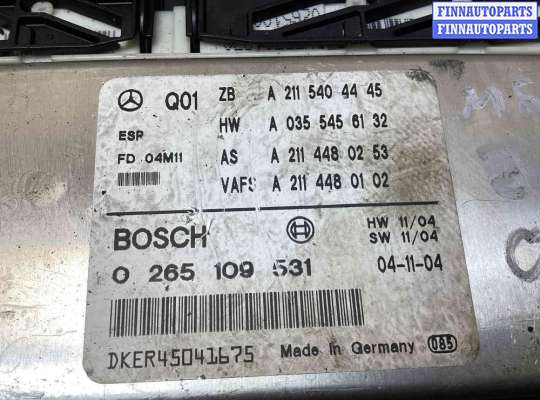 FINNAUTOPARTS
FINNAUTOPARTS
Q01 ZB A 211 540 44 45
HW A 035 545 61 32
ESP
FD 04M11 AS A 211 448 02 53
VAFS A 211 448 01 02
BOSCH HW 11/04
SW 11/04
0 265 109 531 04-11-04
DKER45041675 Made in Germany 085